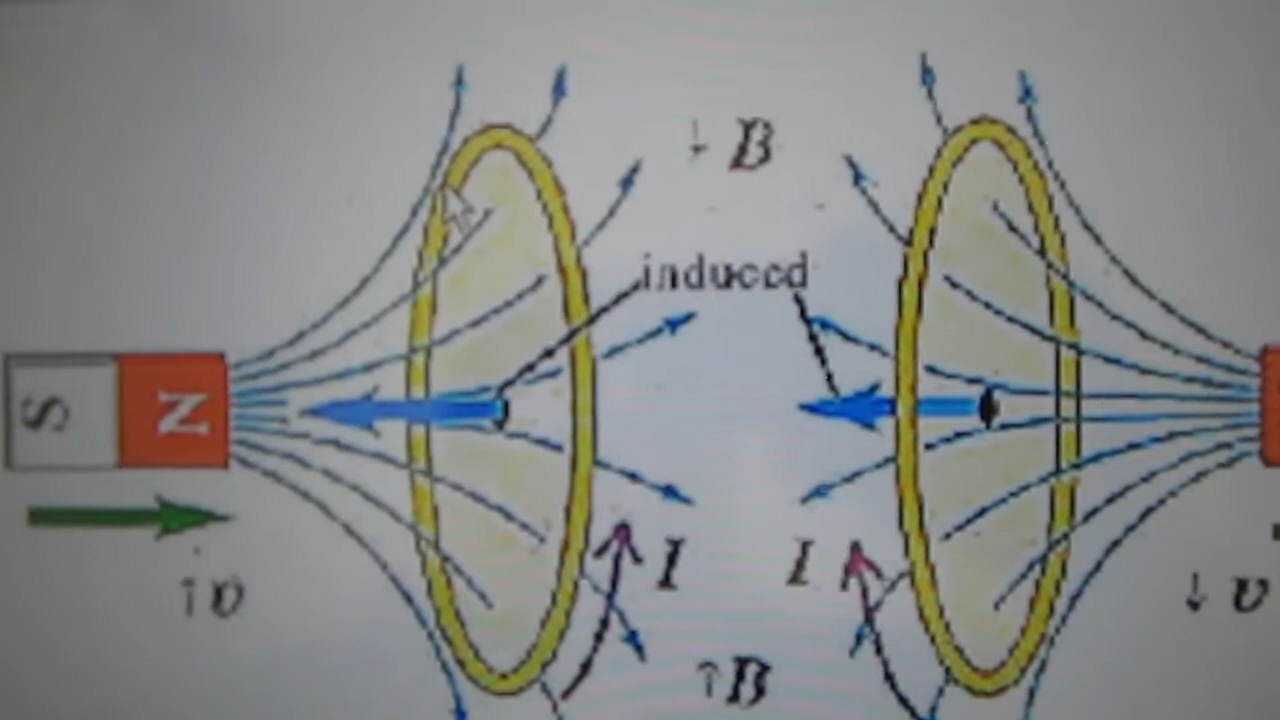 ↓ B
induced
S N
I I
↑ v
↓ v
↑ B